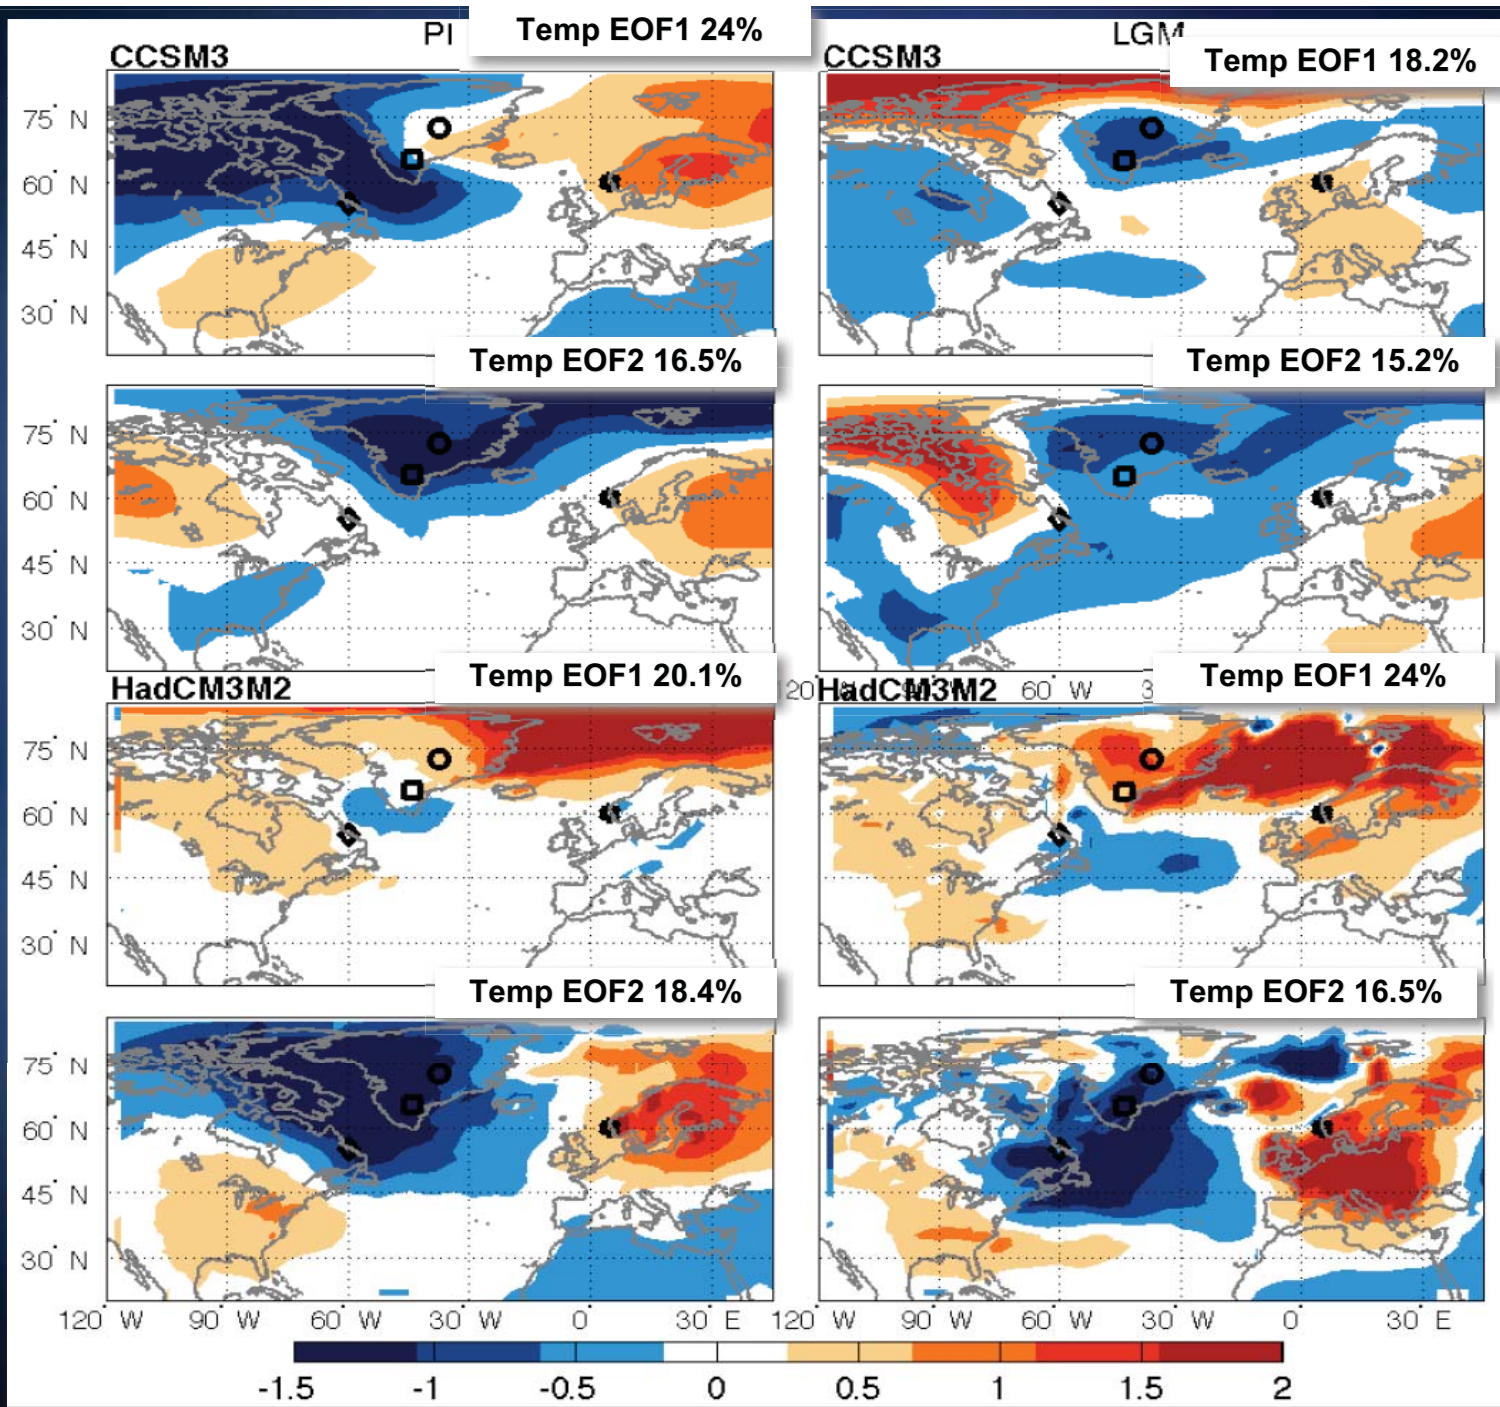 PI
Temp EOF1 24%
LGM
CCSM3
CCSM3
Temp EOF1 18.2%
75° N
60° N
45° N
30° N
Temp EOF2 16.5%
Temp EOF2 15.2%
75° N
60° N
45° N
30° N
HadCM3M2
Temp EOF1 20.1%
120
60° W
3
HadCM3M2
Temp EOF1 24%
75° N
60° N
45° N
30° N
Temp EOF2 18.4%
Temp EOF2 16.5%
75° N
60° N
45° N
30° N
120° W 90° W 60° W 30° W 0 30° E 120° W 90° W 60° W 30° W 0 30° E
-1.5 -1 -0.5 0 0.5 1 1.5 2